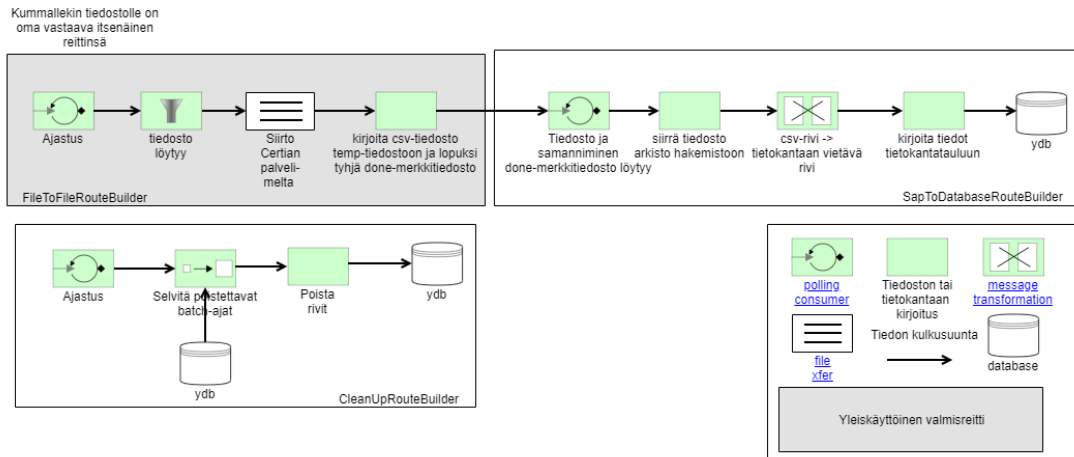 Kummallekin tiedostolle on
oma vastaava itsenäinen
reittinsä
Ajastus
tiedosto
löytyy
Siirto
Certian
palveli-
melta
kirjoita csv-tiedosto
temp-tiedostoon ja lopuksi
tyhjä done-merkkitiedosto
FileToFileRouteBuilder
Tiedosto ja
samanniminen
done-merkkitiedosto löytyy
siirrä tiedosto
arkisto hakemistoon
csv-rivi ->
tietokantaan vietävä
rivi
kirjoita tiedot
tietokantatauluun
ydb
SapToDatabaseRouteBuilder
Ajastus
Selvitä poistettavat
batch-ajat
Poista
rivit
ydb
ydb
CleanUpRouteBuilder
polling
consumer
Tiedoston tai
tietokantaan
kirjoitus
message
transformation
file
xfer
Tiedon kulkusuunta
database
Yleiskäyttöinen valmisreitti